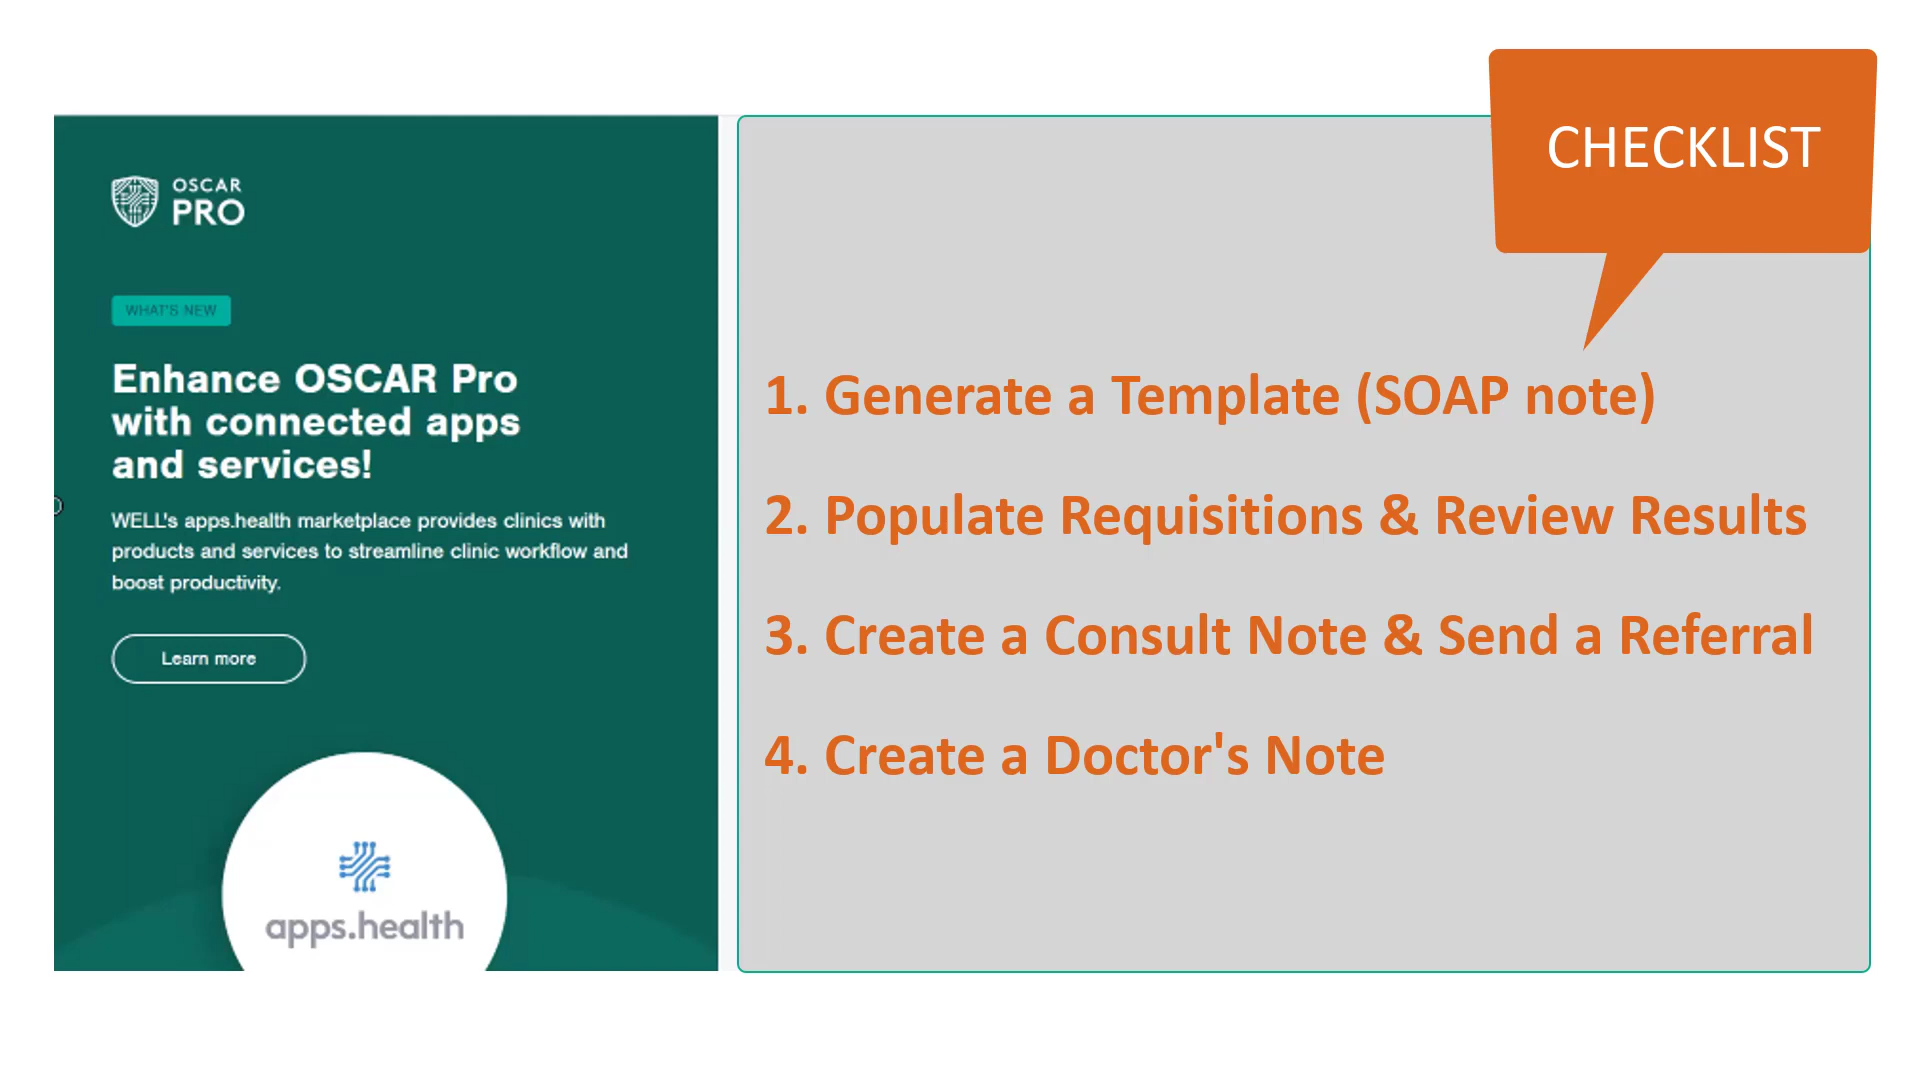 OSCAR
PRO
WHAT'S NEW
Enhance OSCAR Pro
with connected apps
and services!
WELL's apps.health marketplace provides clinics with
products and services to streamline clinic workflow and
boost productivity.
Learn more
apps.health
CHECKLIST
1. Generate a Template (SOAP note)
2. Populate Requisitions & Review Results
3. Create a Consult Note & Send a Referral
4. Create a Doctor's Note